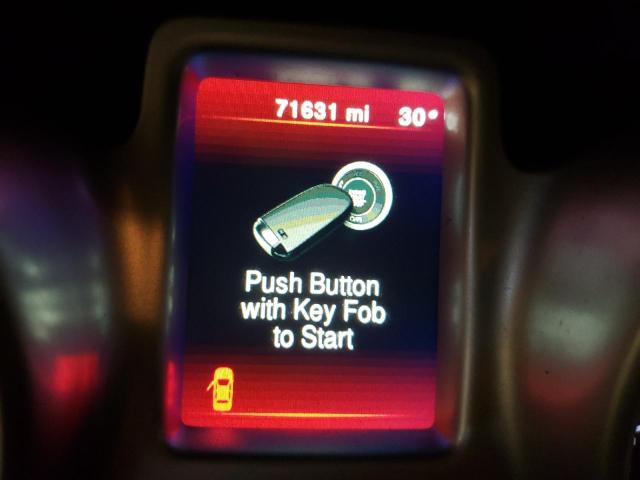 71631 mi 30°
Push Button
with Key Fob
to Start